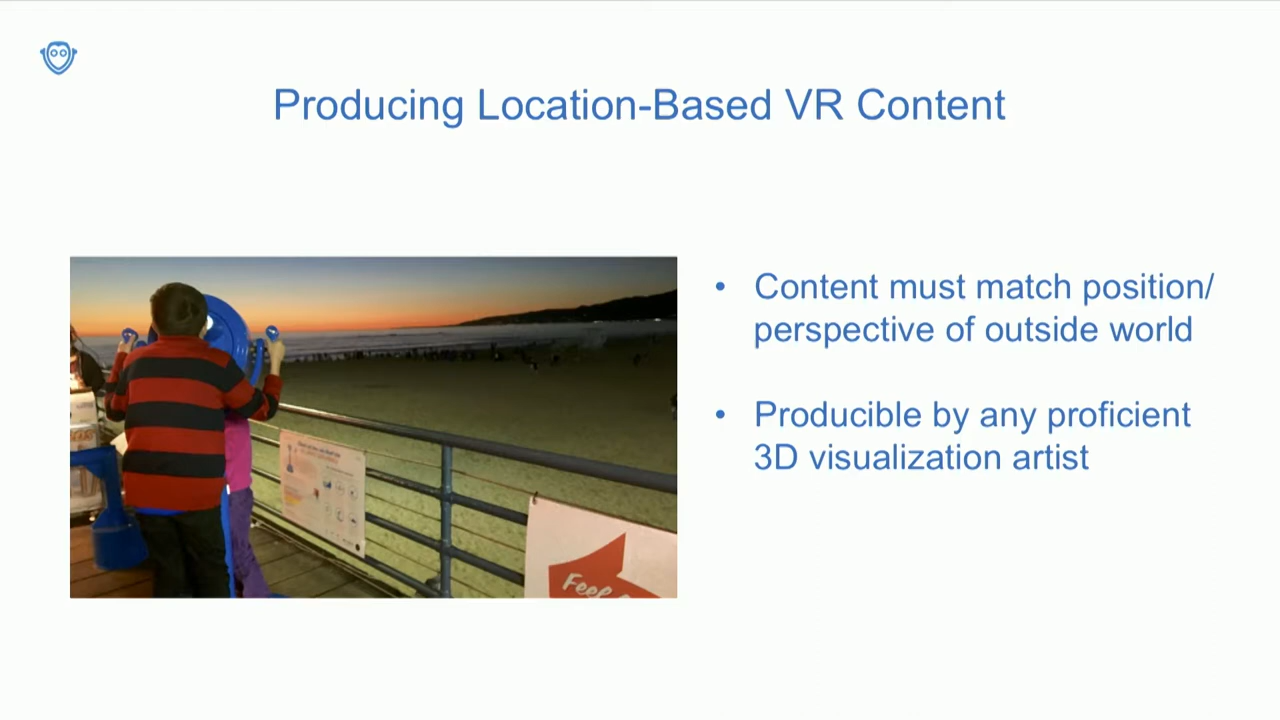 Producing Location-Based VR Content
• Content must match position/
perspective of outside world
• Producible by any proficient
3D visualization artist
Feel